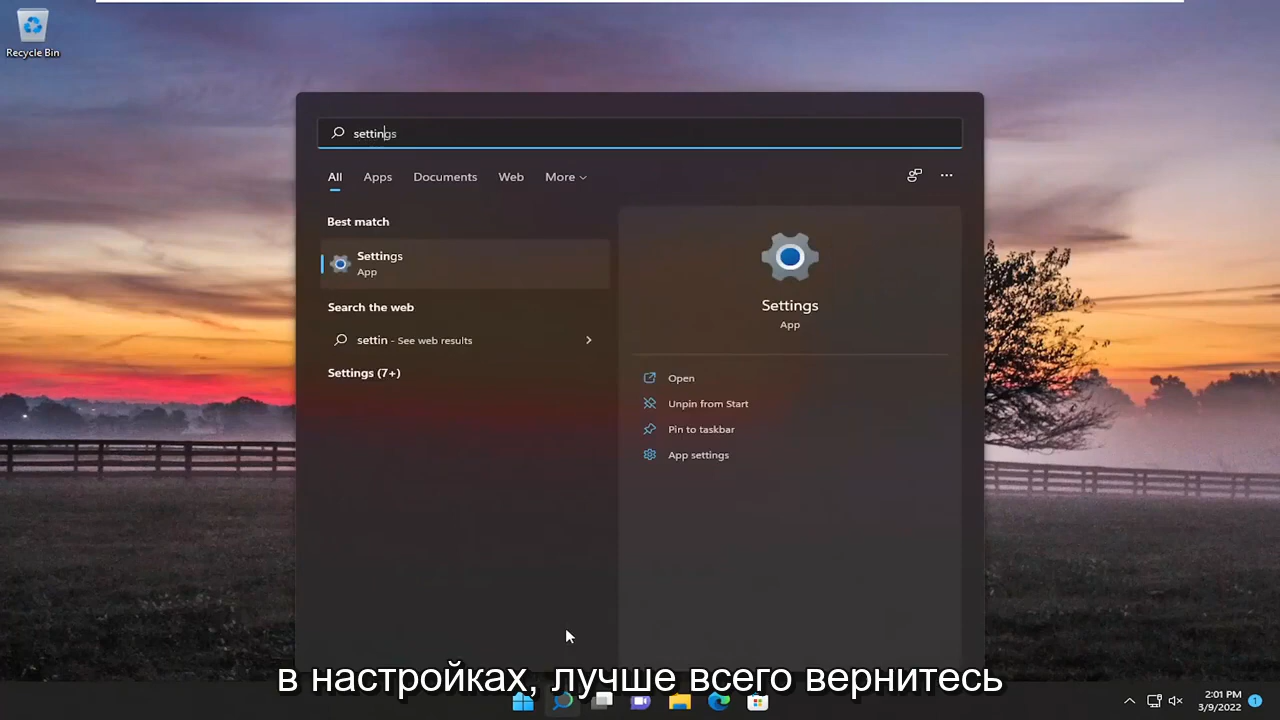 Recycle Bin
settings
All Apps Documents Web More
Best match
Settings
App
Search the web
settin - See web results
Settings (7+)
Settings
App
Open
Unpin from Start
Pin to taskbar
App settings
в настройках, лучше всего вернитесь
2:01 PM
3/9/2022
1